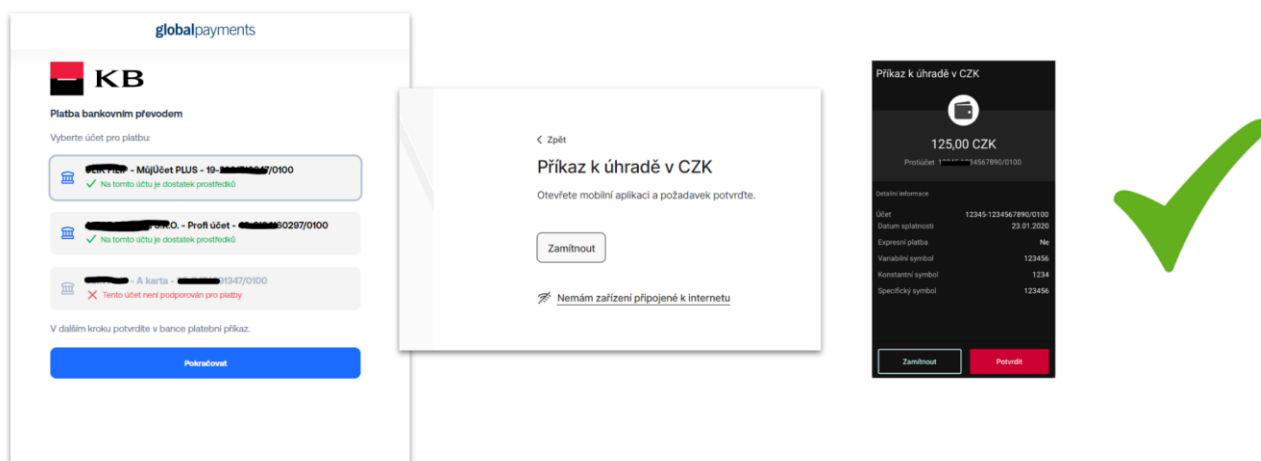 globalpayments
KB
Platba bankovním převodem
Vyberte účet pro platbu:
- MůjÚčet PLUS - 19- /0100
Na tomto účtu je dostatek prostředků
- Profi účet - 60297/0100
Na tomto účtu je dostatek prostředků
- A karta - 01347/0100
Tento účet není podporován pro platby
V dalším kroku potvrdíte v bance platební příkaz.
Pokračovat
Zpět
Příkaz k úhradě v CZK
Otevřete mobilní aplikaci a požadavek potvrďte.
Zamítnout
Nemám zařízení připojené k internetu
Příkaz k úhradě v CZK
125,00 CZK
Protiúčet 34567890/0100
Detailní informace
Účet 12345-1234567890/0100
Datum splatnosti 23.01.2020
Expresní platba Ne
Variabilní symbol 123456
Konstantní symbol 1234
Specifický symbol 123456
Zamítnout Potvrdit